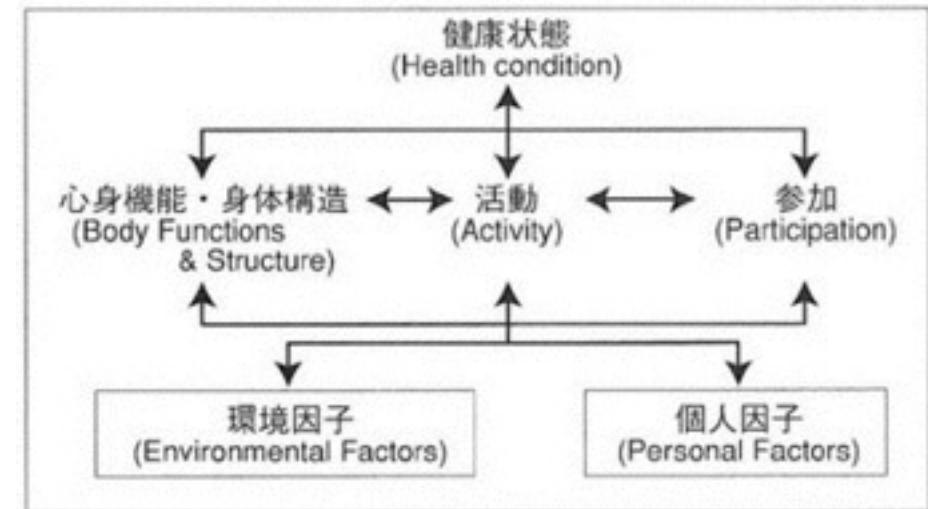 健康状態
(Health condition)
心身機能・身体構造
(Body Functions
& Structure)
活動
(Activity)
参加
(Participation)
環境因子
(Environmental Factors)
個人因子
(Personal Factors)